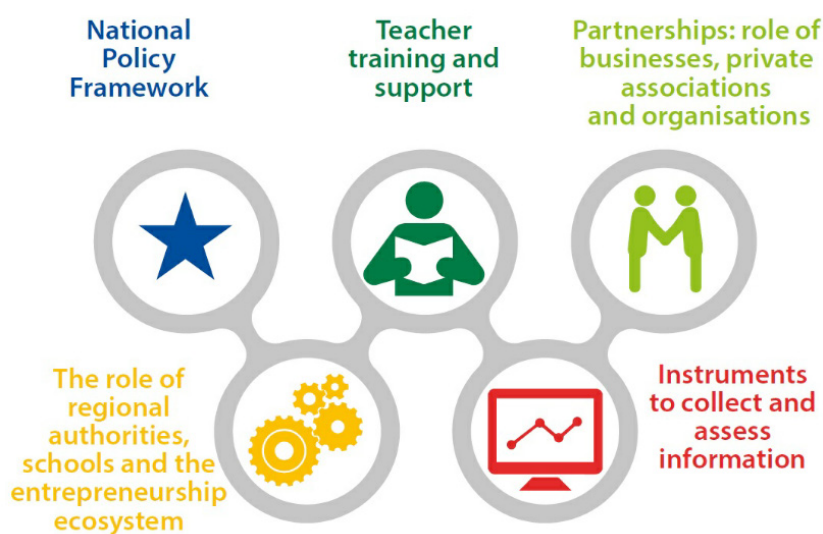 National
Policy
Framework
Teacher
training and
support
Partnerships: role of
businesses, private
associations
and organisations
The role of
regional
authorities,
schools and the
entrepreneurship
ecosystem
Instruments
to collect and
assess
information